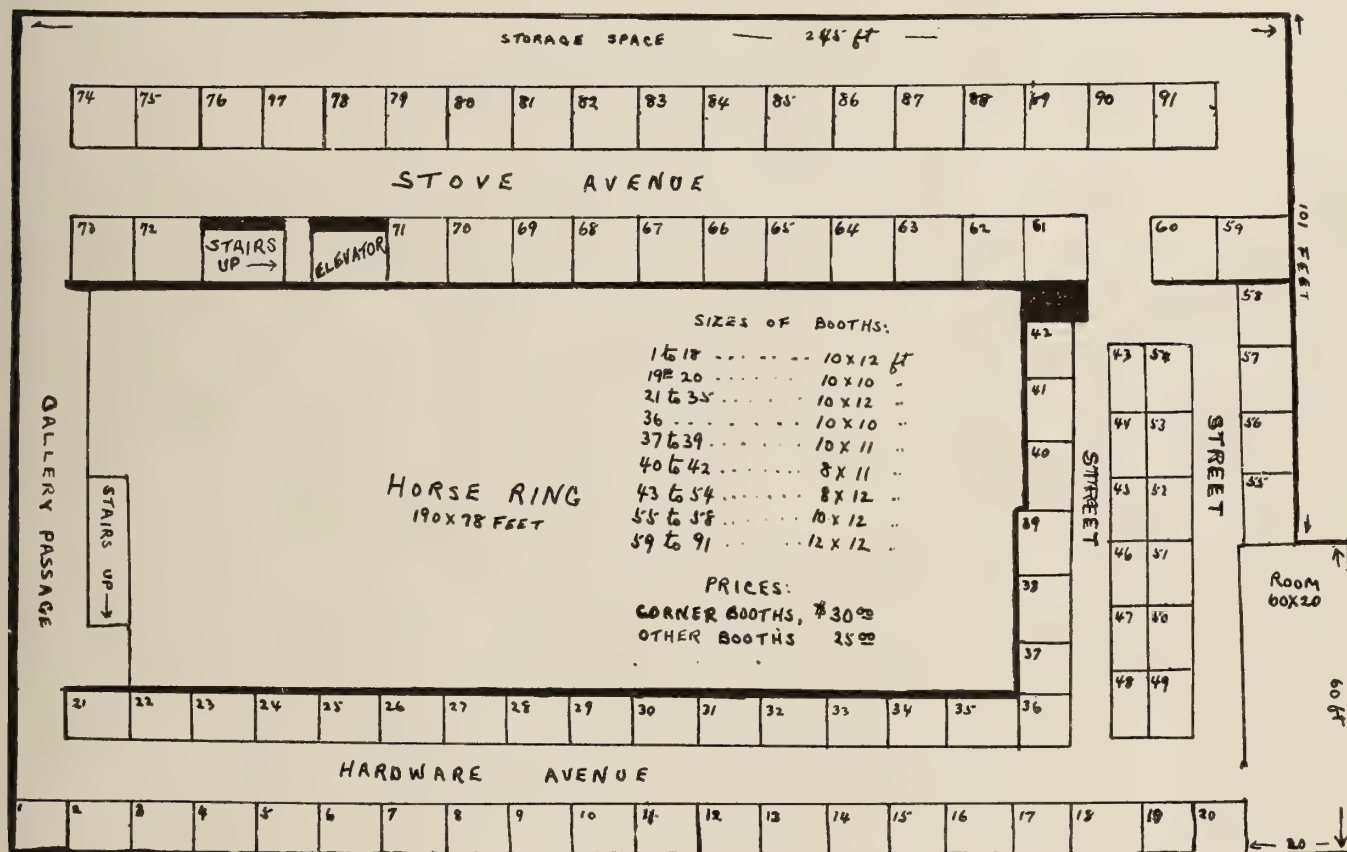 STORAGE SPACE — 245 ft —
74 75 76 77 78 79 80 81 82 83 84 85 86 87 88 89 90 91
STOVE AVENUE
73 72 STAIRS UP → ELEVATOR 71 70 69 68 67 66 65 64 63 62 61 60 59
101 FEET
GALLERY PASSAGE
STAIRS UP →
HORSE RING
190 X 78 FEET
SIZES OF BOOTHS:
1 to 18 ........ 10 X 12 ft
19 & 20 ...... 10 X 10 "
21 to 35 ...... 10 X 12 "
36 ........ 10 X 10 "
37 to 39 ....... 10 X 11 "
40 to 42 ....... 8 X 11 "
43 to 54 ....... 8 X 12 "
55 to 58 ....... 10 X 12 "
59 to 91 .... 12 X 12 "
PRICES:
CORNER BOOTHS, $30.00
OTHER BOOTHS 25.00
42
41
40
39
38
37
STREET
43 54
44 53
45 52
46 51
47 50
48 49
STREET
58
57
56
55
ROOM
60X20
60 ft
21 22 23 24 25 26 27 28 29 30 31 32 33 34 35 36
HARDWARE AVENUE
1 2 3 4 5 6 7 8 9 10 11 12 13 14 15 16 17 18 19 20
← 20 →